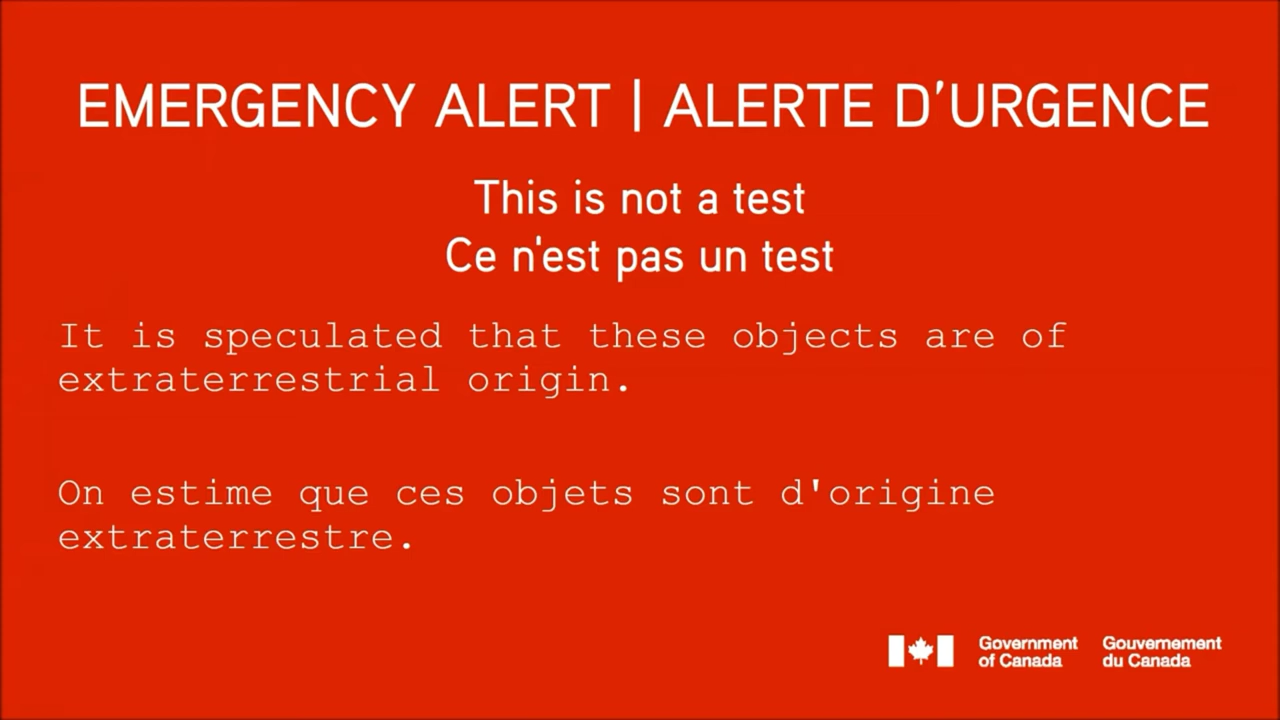 EMERGENCY ALERT | ALERTE D'URGENCE
This is not a test
Ce n'est pas un test
It is speculated that these objects are of
extraterrestrial origin.
On estime que ces objets sont d'origine
extraterrestre.
Government Gouvernement
of Canada du Canada